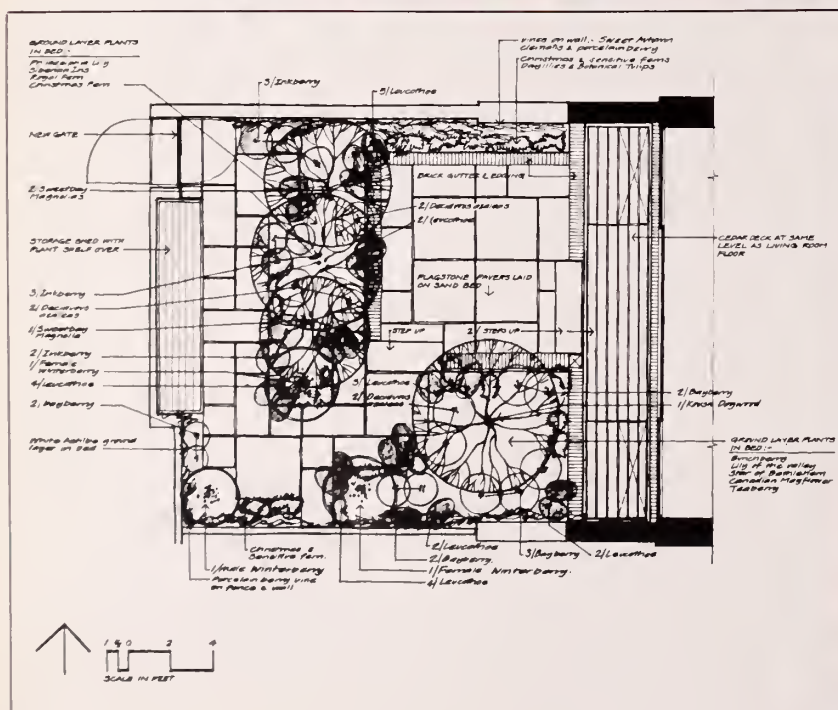 GROUND LAYER PLANTS
IN BED:-
Siberian Iris
Royal Fern
Christmas Fern
3/Inkberry
5/Leucothoe
Vines on wall:- Sweet Autumn
clematis & porcelain berry
Christmas & sensitive ferns
Daylilies & Botanical Tulips
NEW GATE
BRICK GUTTER & EDGING
2/Sweetbay
Magnolias
2/Deciduous azaleas
2/Leucothoe
STORAGE SHED WITH
PLANT SHELF OVER
CEDAR DECK AT SAME
LEVEL AS LIVING ROOM
FLOOR
FLAGSTONE PAVERS LAID
ON SAND BED
3/Inkberry
2/Deciduous
azaleas
1/Sweetbay
Magnolia
STEP UP
2/STEPS UP
2/Inkberry
1/Female
Winterberry
4/Leucothoe
3/Leucothoe
2/Deciduous
azaleas
2/Bayberry
1/Kousa Dogwood
2/Bayberry
White Astilbe ground
layer in bed
GROUND LAYER PLANTS
IN BED:-
Bunchberry
Lily of the valley
Star of Bethlehem
Canadian Mayflower
Teaberry
Christmas &
Sensitive fern.
1/Male Winterberry
Porcelain berry vine
on fence & wall
2/Leucothoe
2/Bayberry
1/Female Winterberry.
4/Leucothoe
3/Bayberry
2/Leucothoe
0 2 4
SCALE IN FEET